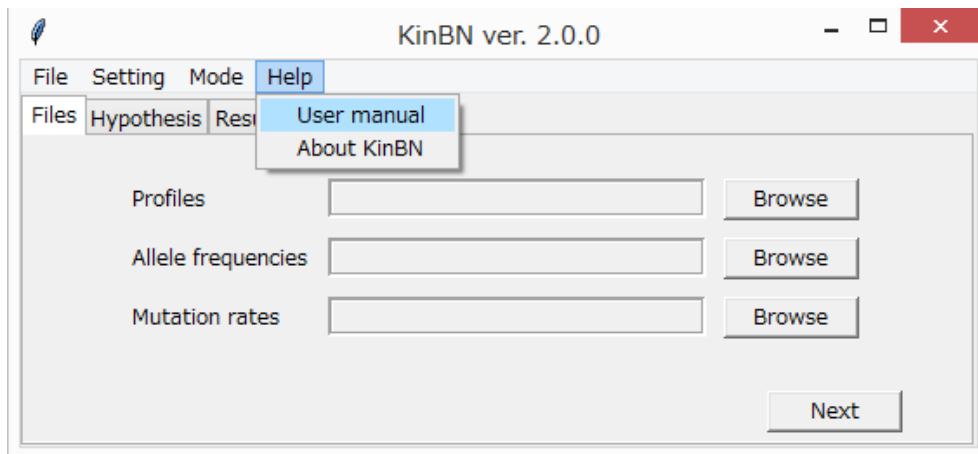 KinBN ver. 2.0.0
File Setting Mode Help
Files Hypothesis
User manual
About KinBN
Profiles Browse
Allele frequencies Browse
Mutation rates Browse
Next